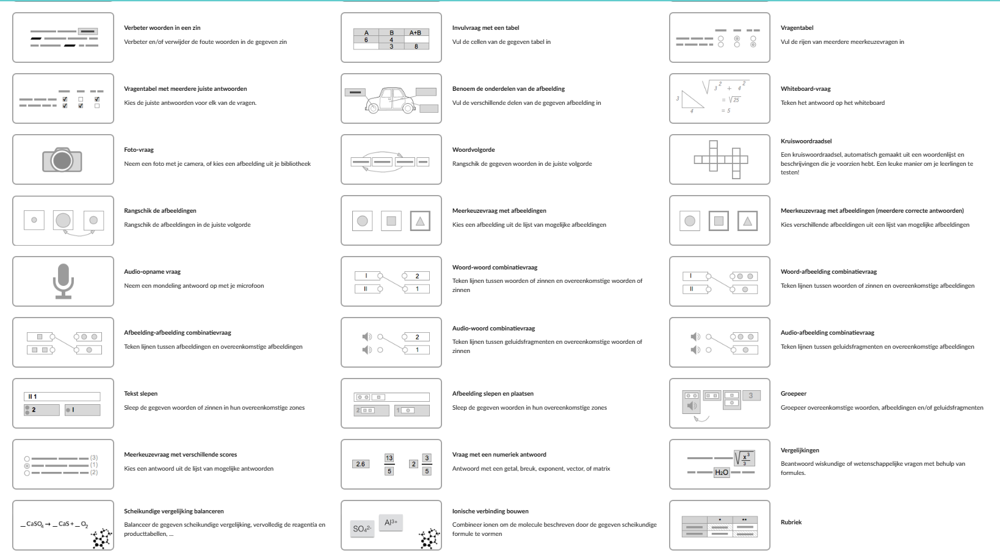 Verbeter woorden in een zin
Verbeter en/of verwijder de foute woorden in de gegeven zin
A B A+B
6 4
3 8
Invulvraag met een tabel
Vul de cellen van de gegeven tabel in
Vragentabel
Vul de rijen van meerdere meerkeuzevragen in
Vragentabel met meerdere juiste antwoorden
Kies de juiste antwoorden voor elk van de vragen.
Benoem de onderdelen van de afbeelding
Vul de verschillende delen van de gegeven afbeelding in
√3² + 4²
= √25
= 5
3
4
Whiteboard-vraag
Teken het antwoord op het whiteboard
Foto-vraag
Neem een foto met je camera, of kies een afbeelding uit je bibliotheek
Woordvolgorde
Rangschik de gegeven woorden in de juiste volgorde
Kruiswoordraadsel
Een kruiswoordraadsel, automatisch gemaakt uit een woordenlijst en
beschrijvingen die je voorzien hebt. Een leuke manier om je leerlingen te
testen!
Rangschik de afbeeldingen
Rangschik de afbeeldingen in de juiste volgorde
Meerkeuzevraag met afbeeldingen
Kies een afbeelding uit de lijst van mogelijke afbeeldingen
Meerkeuzevraag met afbeeldingen (meerdere correcte antwoorden)
Kies verschillende afbeeldingen uit een lijst van mogelijke afbeeldingen
Audio-opname vraag
Neem een mondeling antwoord op met je microfoon
I 2
II 1
Woord-woord combinatievraag
Teken lijnen tussen woorden of zinnen en overeenkomstige woorden of
zinnen
I
II
Woord-afbeelding combinatievraag
Teken lijnen tussen woorden of zinnen en overeenkomstige afbeeldingen
Afbeelding-afbeelding combinatievraag
Teken lijnen tussen afbeeldingen en overeenkomstige afbeeldingen
2
1
Audio-woord combinatievraag
Teken lijnen tussen geluidsfragmenten en overeenkomstige woorden of
zinnen
Audio-afbeelding combinatievraag
Teken lijnen tussen geluidsfragmenten en overeenkomstige afbeeldingen
II 1
2 I
Tekst slepen
Sleep de gegeven woorden of zinnen in hun overeenkomstige zones
2 1
Afbeelding slepen en plaatsen
Sleep de gegeven woorden in hun overeenkomstige zones
3
Groepeer
Groepeer overeenkomstige woorden, afbeeldingen en/of geluidsfragmenten
(3)
(1)
(2)
Meerkeuzevraag met verschillende scores
Kies een antwoord uit de lijst van mogelijke antwoorden
2.6 13/5 2 3/5
Vraag met een numeriek antwoord
Antwoord met een getal, breuk, exponent, vector, of matrix
√x³/3
H₂O
Vergelijkingen
Beantwoord wiskundige of wetenschappelijke vragen met behulp van
formules.
_ CaSO₄ → _ CaS + _ O₂
Scheikundige vergelijking balanceren
Balanceer de gegeven scheikundige vergelijking, vervolledig de reagentia en
producttabellen, ...
SO₄²⁻ Al³⁺
Ionische verbinding bouwen
Combineer ionen om de molecule beschreven door de gegeven scheikundige
formule te vormen
* **
Rubriek